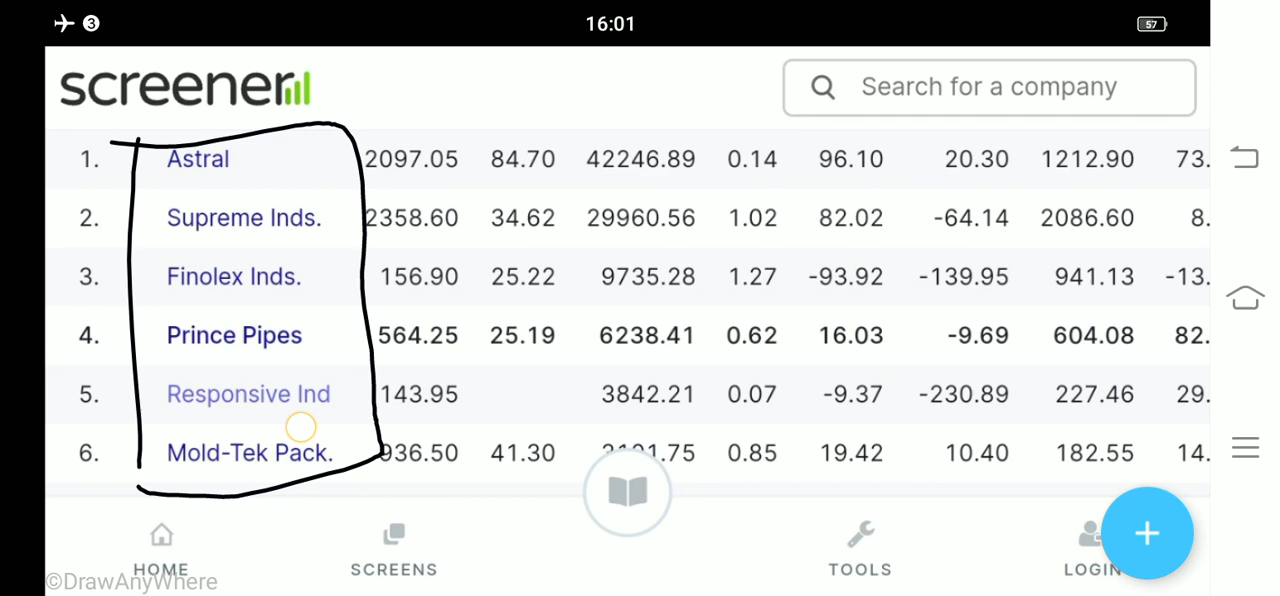 3 16:01 57
screener Search for a company
1. Astral 2097.05 84.70 42246.89 0.14 96.10 20.30 1212.90 73.
2. Supreme Inds. 2358.60 34.62 29960.56 1.02 82.02 -64.14 2086.60 8.
3. Finolex Inds. 156.90 25.22 9735.28 1.27 -93.92 -139.95 941.13 -13.
4. Prince Pipes 564.25 25.19 6238.41 0.62 16.03 -9.69 604.08 82.
5. Responsive Ind 143.95 3842.21 0.07 -9.37 -230.89 227.46 29.
6. Mold-Tek Pack. 936.50 41.30 1.75 0.85 19.42 10.40 182.55 14.
HOME SCREENS TOOLS LOGIN
©DrawAnyWhere